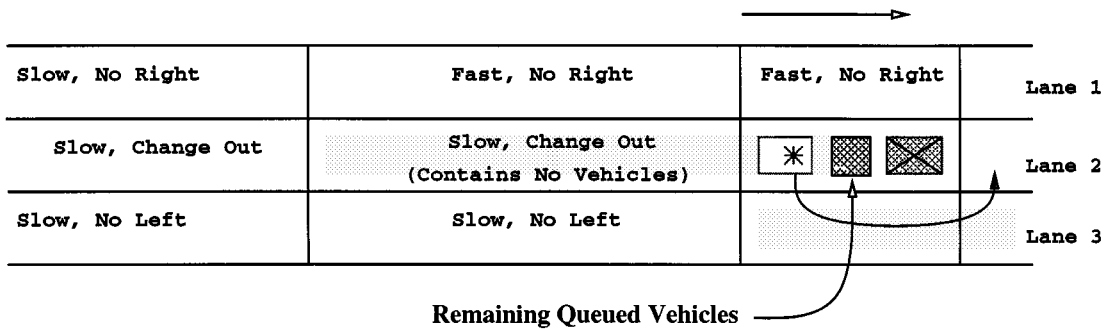 Slow, No Right
Fast, No Right
Fast, No Right
Lane 1
Slow, Change Out
Slow, Change Out
(Contains No Vehicles)
Lane 2
Slow, No Left
Slow, No Left
Lane 3
Remaining Queued Vehicles